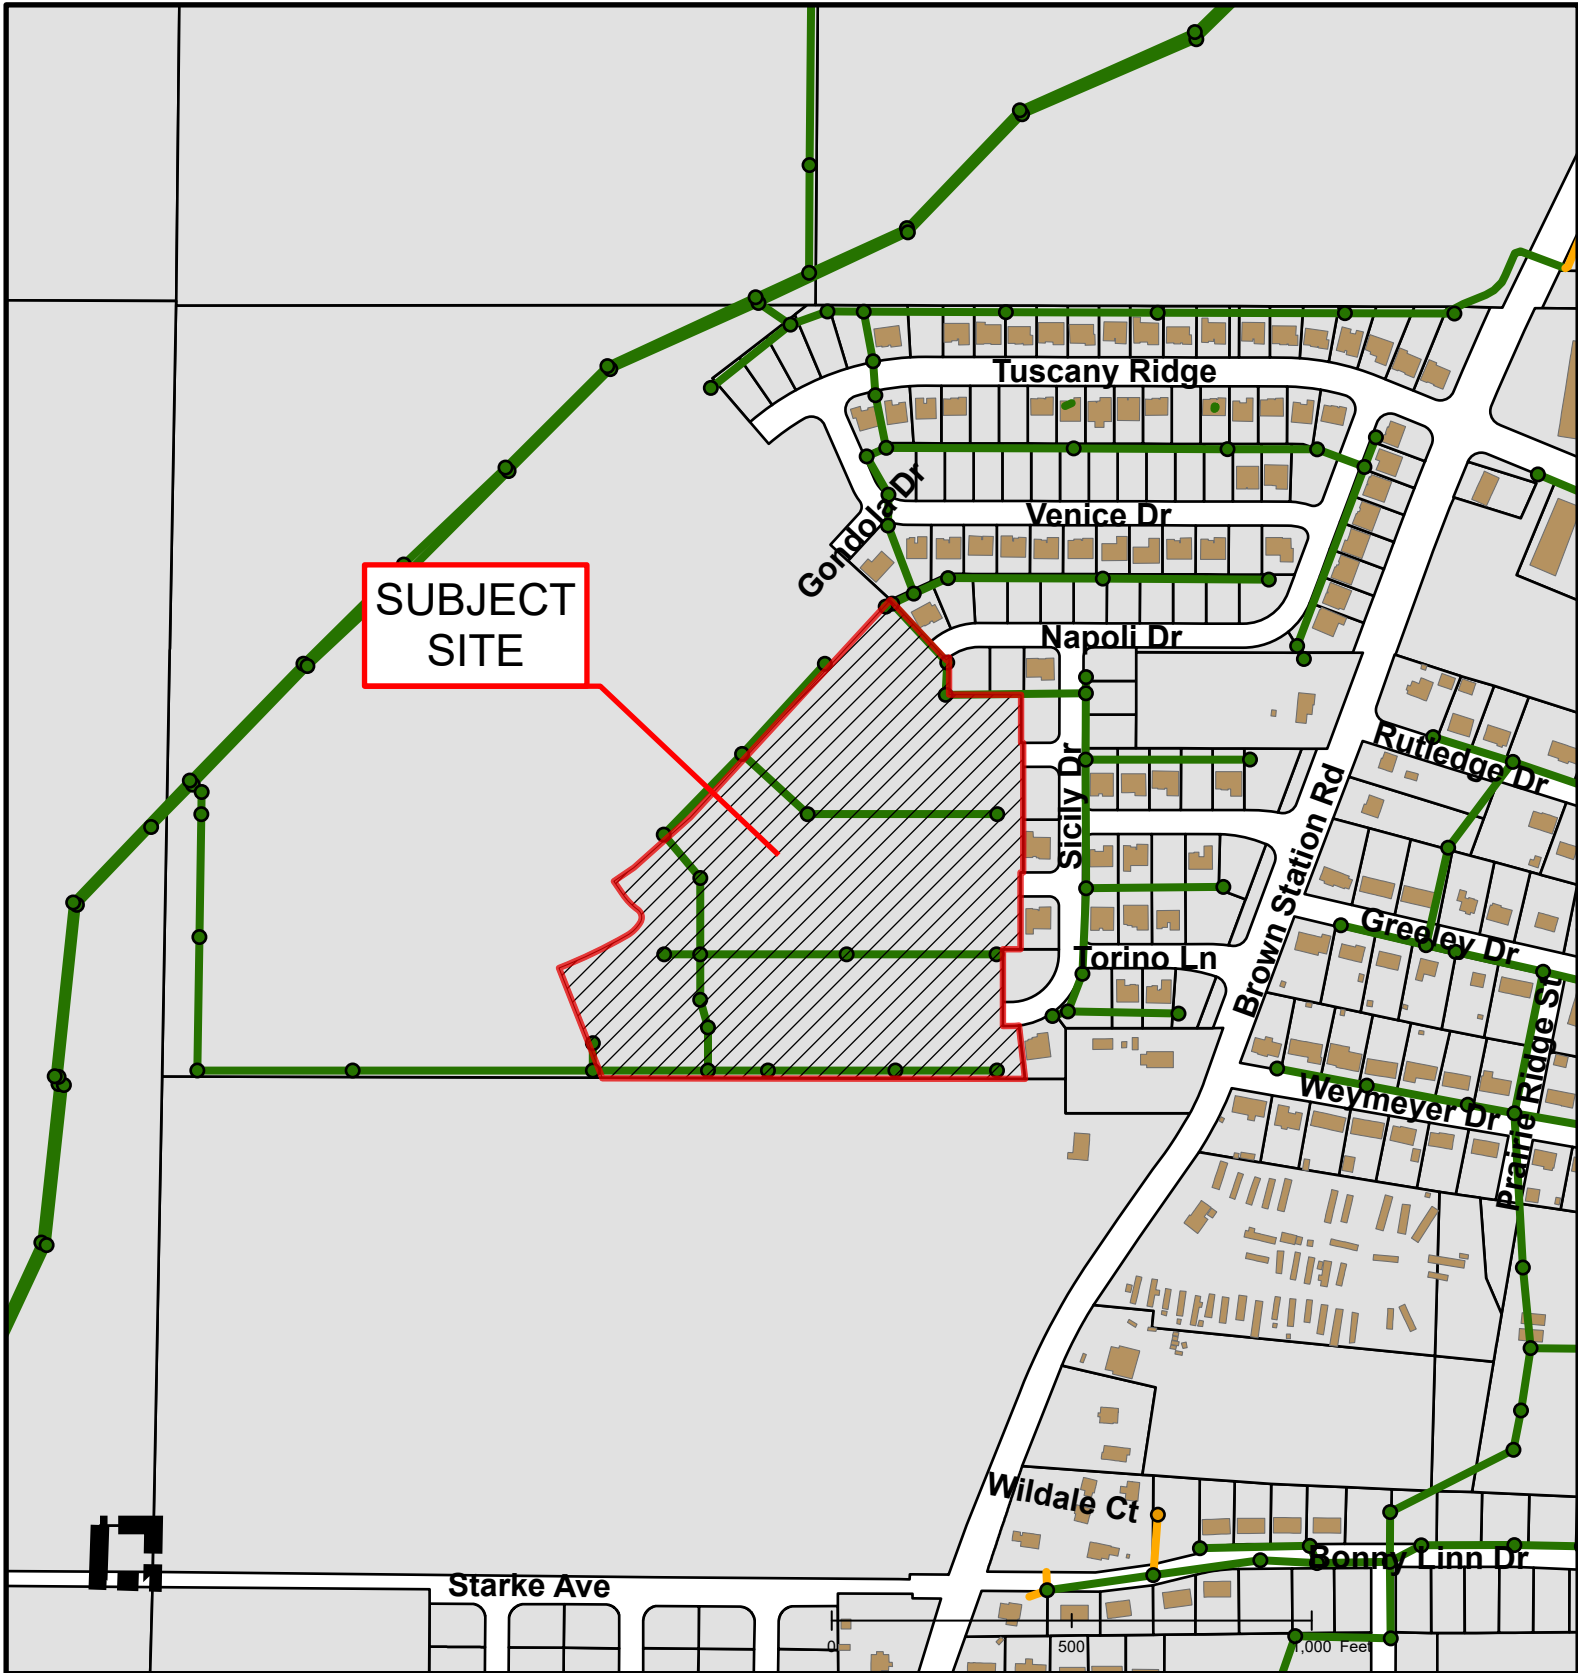 Tuscany Ridge
Gondola Dr
Venice Dr
SUBJECT
SITE
Napoli Dr
Rutledge Dr
Sicily Dr
Brown Station Rd
Greeley Dr
Torino Ln
Prairie Ridge St
Weymeyer Dr
Wildale Ct
Bonny Linn Dr
Starke Ave
0 500 1,000 Feet